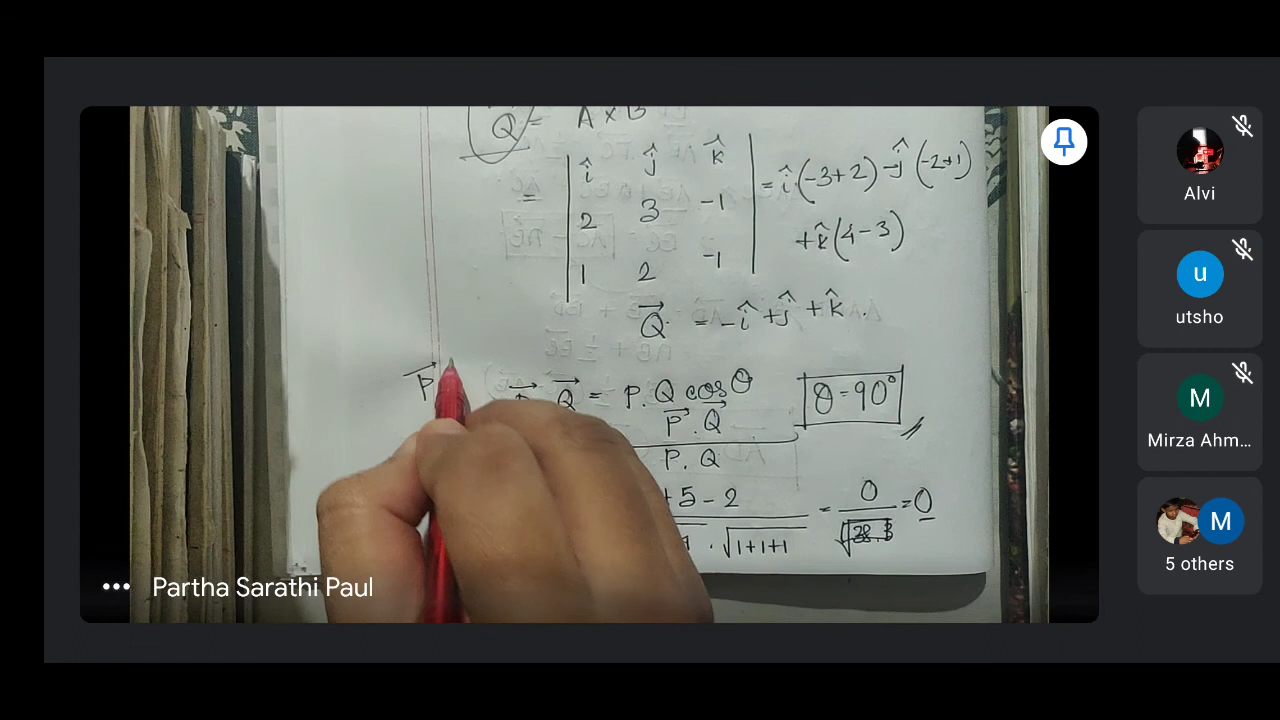 Q = A × B
= | î ĵ k̂ | = î(-3+2) -ĵ(-2+1)
2 3 -1
+k̂(4-3)
1 2 -1
Q⃗ = -î + ĵ + k̂.
P⃗
Q⃗ = P. Q cosθ
θ = 90°
P⃗ . Q⃗
P. Q
+5-2 = 0 = 0
. √1+1+1
Partha Sarathi Paul
Alvi
u
utsho
M
Mirza Ahm...
M
5 others